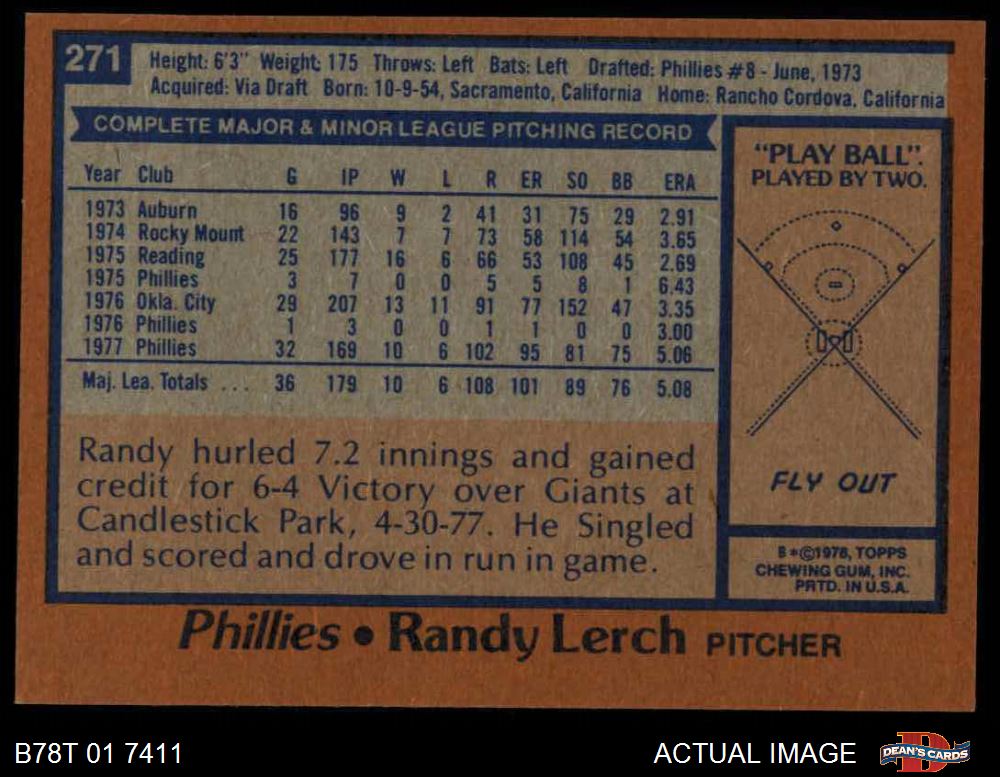 271
Height: 6'3" Weight: 175 Throws: Left Bats: Left Drafted: Phillies #8 - June, 1973
Acquired: Via Draft Born: 10-9-54, Sacramento, California Home: Rancho Cordova, California
COMPLETE MAJOR & MINOR LEAGUE PITCHING RECORD
Year Club G IP W L R ER SO BB ERA
1973 Auburn 16 96 9 2 41 31 75 29 2.91
1974 Rocky Mount 22 143 7 7 73 58 114 54 3.65
1975 Reading 25 177 16 6 66 53 108 45 2.69
1975 Phillies 3 7 0 0 5 5 8 1 6.43
1976 Okla. City 29 207 13 11 91 77 152 47 3.35
1976 Phillies 1 3 0 0 1 1 0 0 3.00
1977 Phillies 32 169 10 6 102 95 81 75 5.06
Maj. Lea. Totals ... 36 179 10 6 108 101 89 76 5.08
Randy hurled 7.2 innings and gained
credit for 6-4 Victory over Giants at
Candlestick Park, 4-30-77. He Singled
and scored and drove in run in game.
"PLAY BALL".
PLAYED BY TWO.
FLY OUT
B*©1978, TOPPS
CHEWING GUM, INC.
PRTD. IN U.S.A.
Phillies • Randy Lerch PITCHER
B78T 01 7411
ACTUAL IMAGE
D
DEAN'S CARDS